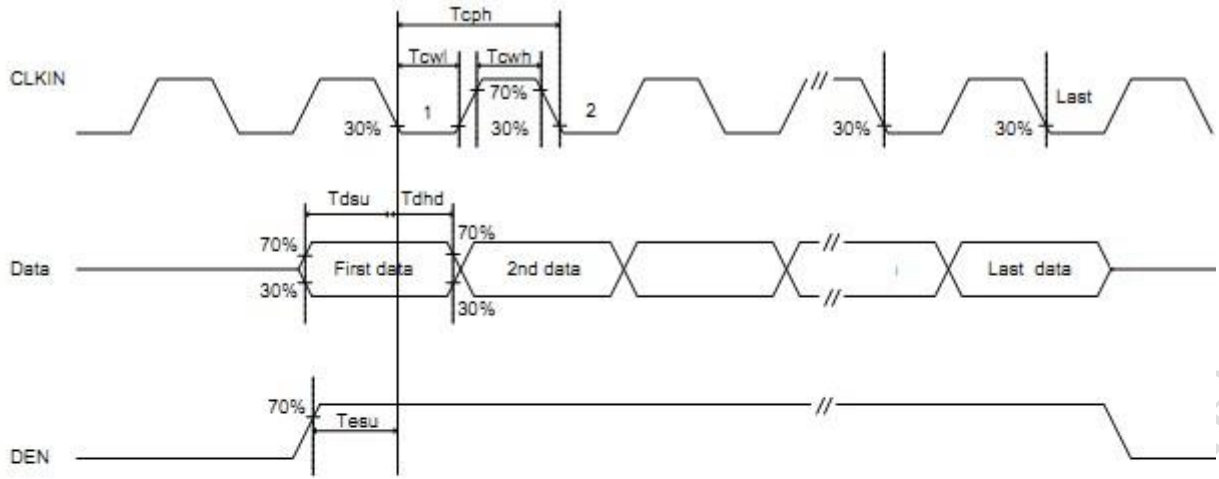 Tcph
Tcwl
Tcwh
CLKIN
70%
30%
1
30%
2
30%
30%
Last
Tdsu
Tdhd
70%
70%
Data
First data
2nd data
Last data
30%
30%
70%
Tesu
DEN